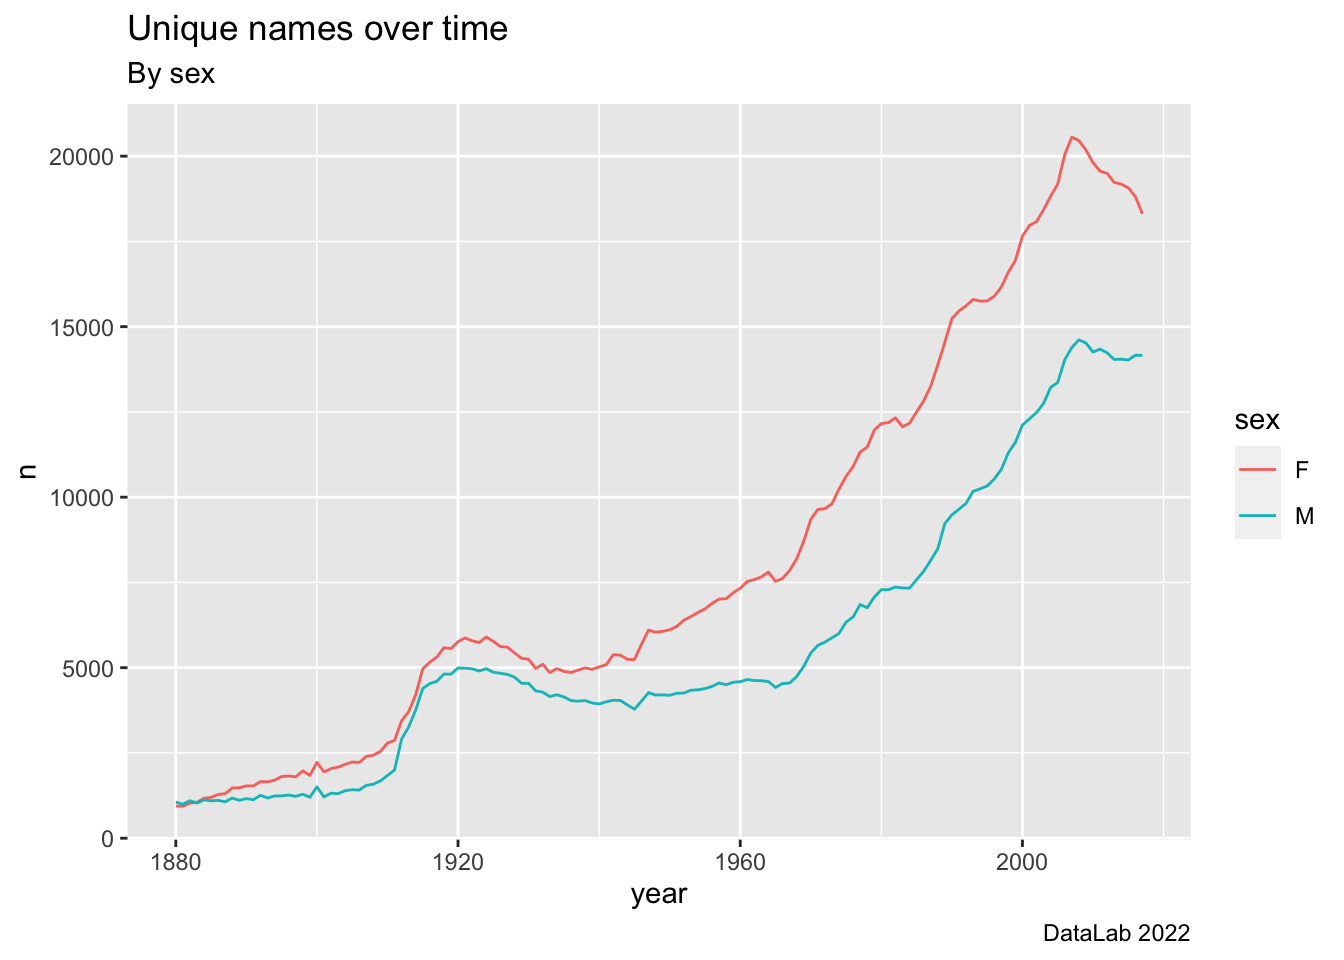 Unique names over time
By sex
20000
15000
10000
5000
0
n
1880 1920 1960 2000
year
sex
F
M
DataLab 2022